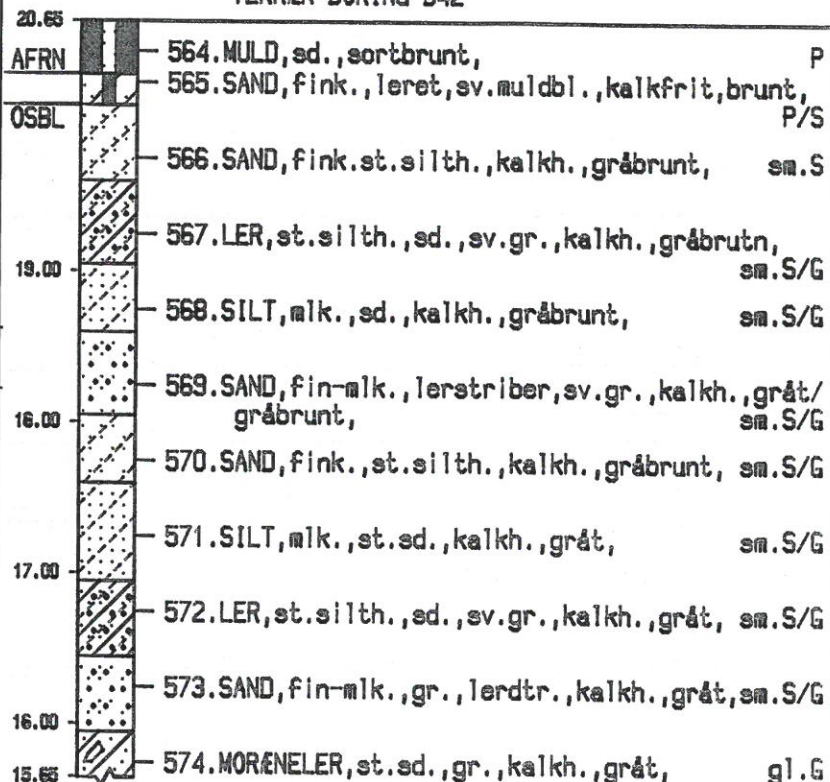 TERRÆN BORING B42
20.65
564.MULD,sd.,sortbrunt, P
AFRN
565.SAND,fink.,leret,sv.muldbl.,kalkfrit,brunt,
P/S
OSBL
566.SAND,fink.st.silth.,kalkh.,gråbrunt, sm.S
567.LER,st.silth.,sd.,sv.gr.,kalkh.,gråbrutn,
sm.S/G
19.00
568.SILT,mlk.,sd.,kalkh.,gråbrunt, sm.S/G
569.SAND,fin-mlk.,lerstriber,sv.gr.,kalkh.,gråt/
gråbrunt, sm.S/G
18.00
570.SAND,fink.,st.silth.,kalkh.,gråbrunt, sm.S/G
571.SILT,mlk.,st.sd.,kalkh.,gråt, sm.S/G
17.00
572.LER,st.silth.,sd.,sv.gr.,kalkh.,gråt, sm.S/G
573.SAND,fin-mlk.,gr.,lerdtr.,kalkh.,gråt,sm.S/G
16.00
574.MORÆNELER,st.sd.,gr.,kalkh.,gråt, gl.G
15.65